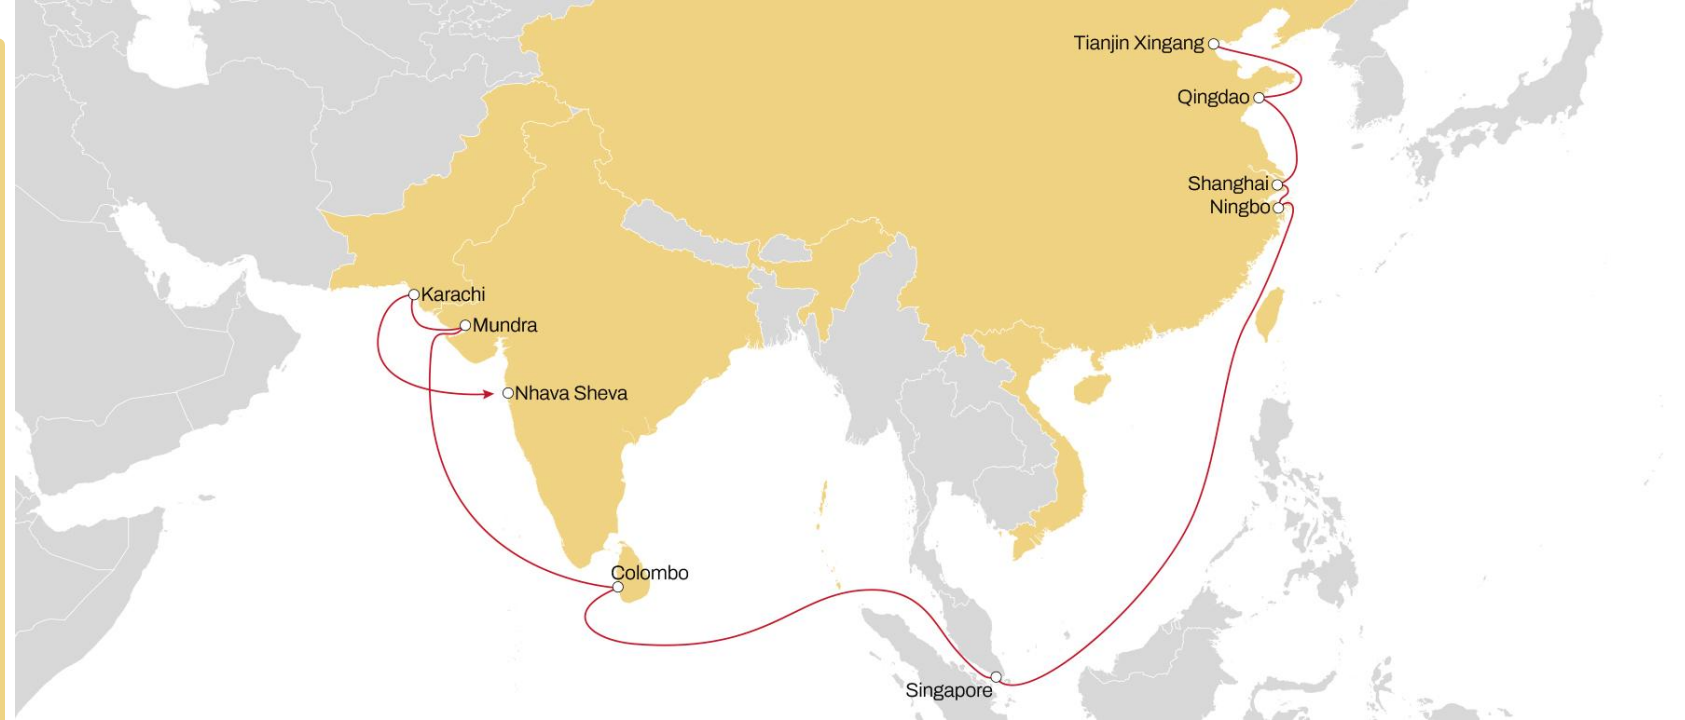 Tianjin Xingang
Qingdao
Shanghai
Ningbo
Karachi
Mundra
Nhava Sheva
Colombo
Singapore